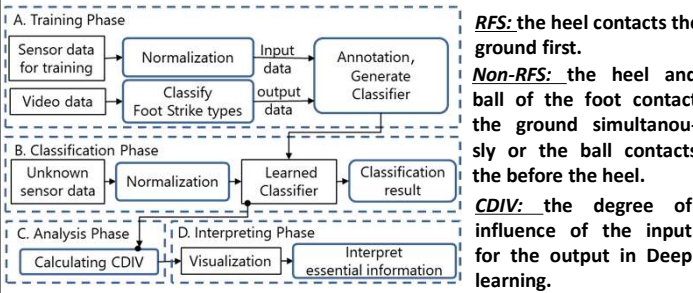 A. Training Phase
Sensor data
for training
Normalization
Input
data
Annotation,
Generate
Classifier
Video data
Classify
Foot Strike types
output
data
B. Classification Phase
Unknown
sensor data
Normalization
Learned
Classifier
Classification
result
C. Analysis Phase
Calculating CDIV
D. Interpreting Phase
Visualization
Interpret
essential information
RFS: the heel contacts the
ground first.
Non-RFS: the heel and
ball of the foot contact
the ground simultanou-
sly or the ball contacts
the before the heel.
CDIV: the degree of
influence of the input
for the output in Deep
learning.